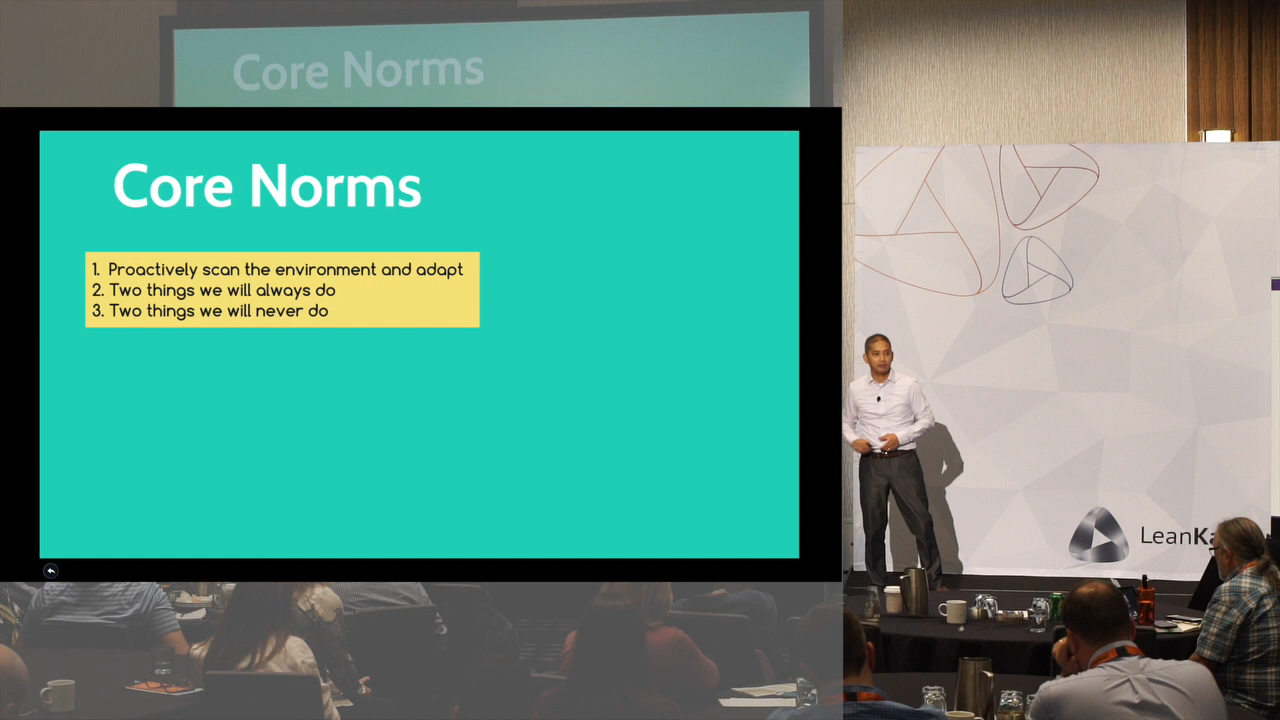 Core Norms
Core Norms
1. Proactively scan the environment and adapt
2. Two things we will always do
3. Two things we will never do
Lean